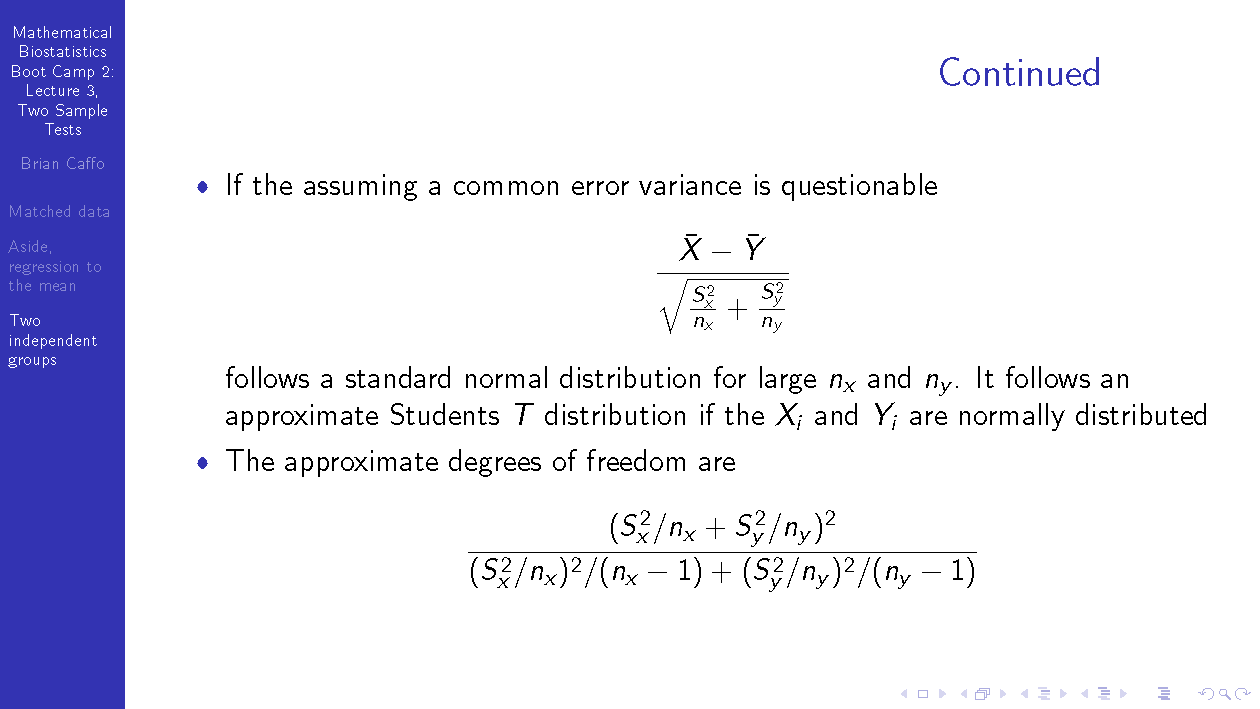 Mathematical
Biostatistics
Boot Camp 2:
Lecture 3,
Two Sample
Tests
Brian Caffo
Matched data
Aside,
regression to
the mean
Two
independent
groups
Continued
• If the assuming a common error variance is questionable
$\frac{\bar{X} - \bar{Y}}{\sqrt{\frac{S_x^2}{n_x} + \frac{S_y^2}{n_y}}}$
follows a standard normal distribution for large $n_x$ and $n_y$. It follows an
approximate Students $T$ distribution if the $X_i$ and $Y_i$ are normally distributed
• The approximate degrees of freedom are
$\frac{(S_x^2/n_x + S_y^2/n_y)^2}{(S_x^2/n_x)^2/(n_x - 1) + (S_y^2/n_y)^2/(n_y - 1)}$